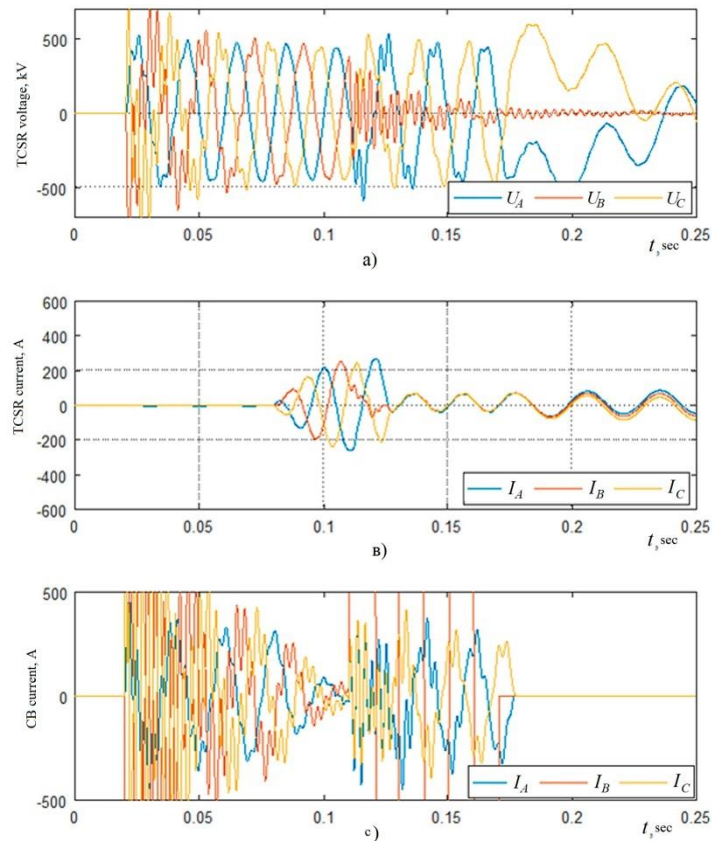 500
0
-500
TCSR voltage, kV
U_A U_B U_C
0 0.05 0.1 0.15 0.2 0.25
t, sec
a)
600
400
200
0
-200
-400
-600
TCSR current, A
I_A I_B I_C
0 0.05 0.1 0.15 0.2 0.25
t, sec
в)
500
0
-500
CB current, A
I_A I_B I_C
0 0.05 0.1 0.15 0.2 0.25
t, sec
c)